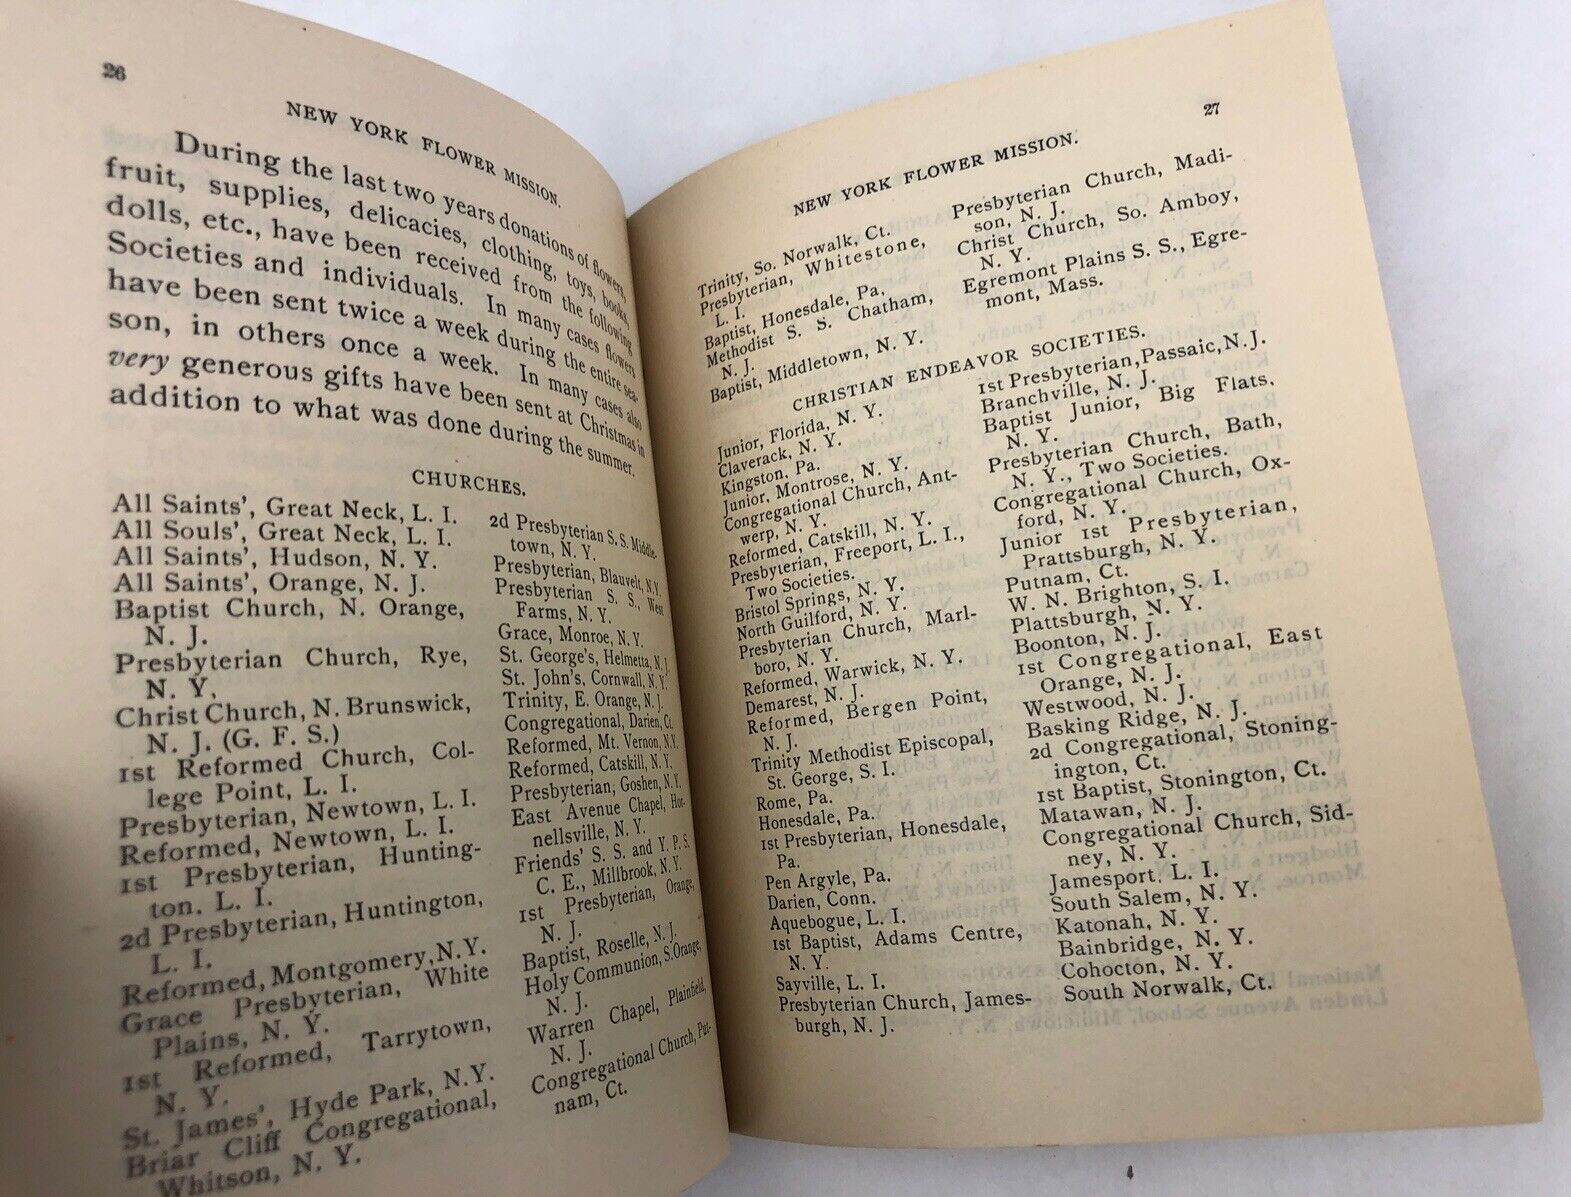 26
NEW YORK FLOWER MISSION.
During the last two years donations of flowers,
fruit, supplies, delicacies, clothing, toys, books,
dolls, etc., have been received from the following
Societies and individuals. In many cases flowers
have been sent twice a week during the entire sea-
son, in others once a week. In many cases also
very generous gifts have been sent at Christmas in
addition to what was done during the summer.
CHURCHES.
All Saints', Great Neck, L. I.
All Souls', Great Neck, L. I.
All Saints', Hudson, N. Y.
All Saints', Orange, N. J.
Baptist Church, N. Orange,
N. J.
Presbyterian Church, Rye,
N. Y.
Christ Church, N. Brunswick,
N. J. (G. F. S.)
1st Reformed Church, Col-
lege Point, L. I.
Presbyterian, Newtown, L. I.
Reformed, Newtown, L. I.
1st Presbyterian, Hunting-
ton. L. I.
2d Presbyterian, Huntington,
L. I.
Reformed, Montgomery, N. Y.
Grace Presbyterian, White
Plains, N. Y.
1st Reformed, Tarrytown,
N. Y.
St. James', Hyde Park, N. Y.
Briar Cliff Congregational,
Whitson, N. Y.
2d Presbyterian S. S. Middle-
town, N. Y.
Presbyterian, Blauvelt, N.Y.
Presbyterian S. S., West
Farms, N. Y.
Grace, Monroe, N. Y.
St. George's, Helmetta, N. J.
St. John's, Cornwall, N. Y.
Trinity, E. Orange, N. J.
Congregational, Darien, Ct.
Reformed, Mt. Vernon, N.Y.
Reformed, Catskill, N. Y.
Presbyterian, Goshen, N. Y.
East Avenue Chapel, Hor-
nellsville, N. Y.
Friends' S. S. and Y. P. S.
C. E., Millbrook, N. Y.
1st Presbyterian, Orange,
N. J.
Baptist, Roselle, N. J.
Holy Communion, S. Orange,
N. J.
Warren Chapel, Plainfield,
N. J.
Congregational Church, Put-
nam, Ct.
27
NEW YORK FLOWER MISSION.
Trinity, So. Norwalk, Ct.
Presbyterian, Whitestone,
L. I.
Baptist, Honesdale, Pa.
Methodist S. S. Chatham,
N. J.
Baptist, Middletown, N. Y.
Presbyterian Church, Madi-
son, N. J.
Christ Church, So. Amboy,
N. Y.
Egremont Plains S. S., Egre-
mont, Mass.
CHRISTIAN ENDEAVOR SOCIETIES.
Junior, Florida, N. Y.
Claverack, N. Y.
Kingston, Pa.
Junior, Montrose, N. Y.
Congregational Church, Ant-
werp, N. Y.
Reformed, Catskill, N. Y.
Presbyterian, Freeport, L. I.,
Two Societies.
Bristol Springs, N. Y.
North Guilford, N. Y.
Presbyterian Church, Marl-
boro, N. Y.
Reformed, Warwick, N. Y.
Demarest, N. J.
Reformed, Bergen Point,
N. J.
Trinity Methodist Episcopal,
St. George, S. I.
Rome, Pa.
Honesdale, Pa.
1st Presbyterian, Honesdale,
Pa.
Pen Argyle, Pa.
Darien, Conn.
Aquebogue, L. I.
1st Baptist, Adams Centre,
N. Y.
Sayville, L. I.
Presbyterian Church, James-
burgh, N. J.
1st Presbyterian, Passaic, N. J.
Branchville, N. J.
Baptist Junior, Big Flats,
N. Y.
Presbyterian Church, Bath,
N. Y., Two Societies.
Congregational Church, Ox-
ford, N. Y.
Junior 1st Presbyterian,
Prattsburgh, N. Y.
Putnam, Ct.
W. N. Brighton, S. I.
Plattsburgh, N. Y.
Boonton, N. J.
1st Congregational, East
Orange, N. J.
Westwood, N. J.
Basking Ridge, N. J.
2d Congregational, Stoning-
ington, Ct.
1st Baptist, Stonington, Ct.
Matawan, N. J.
Congregational Church, Sid-
ney, N. Y.
Jamesport, L. I.
South Salem, N. Y.
Katonah, N. Y.
Bainbridge, N. Y.
Cohocton, N. Y.
South Norwalk, Ct.